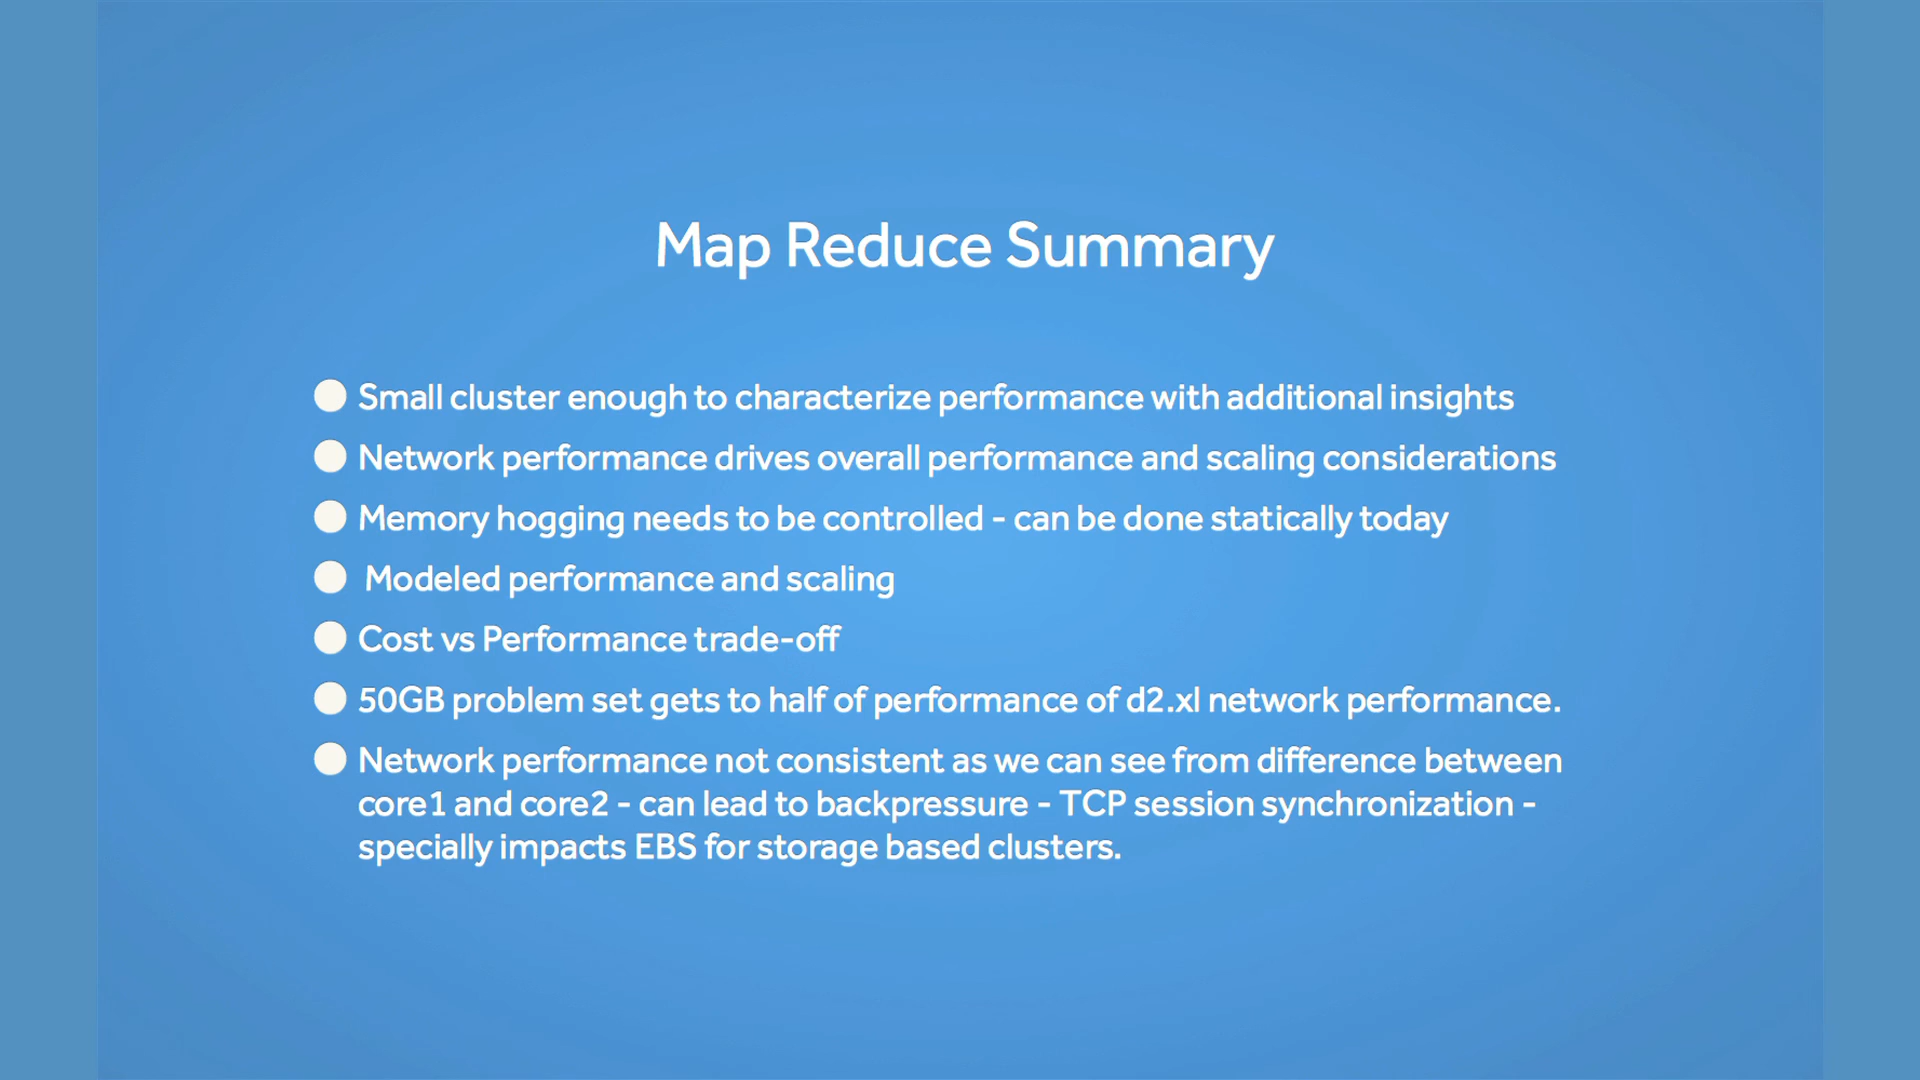 Map Reduce Summary
Small cluster enough to characterize performance with additional insights
Network performance drives overall performance and scaling considerations
Memory hogging needs to be controlled - can be done statically today
Modeled performance and scaling
Cost vs Performance trade-off
50GB problem set gets to half of performance of d2.xl network performance.
Network performance not consistent as we can see from difference between
core1 and core2 - can lead to backpressure - TCP session synchronization -
specially impacts EBS for storage based clusters.